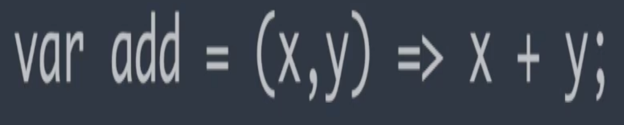 var add = (x,y) => x + y;